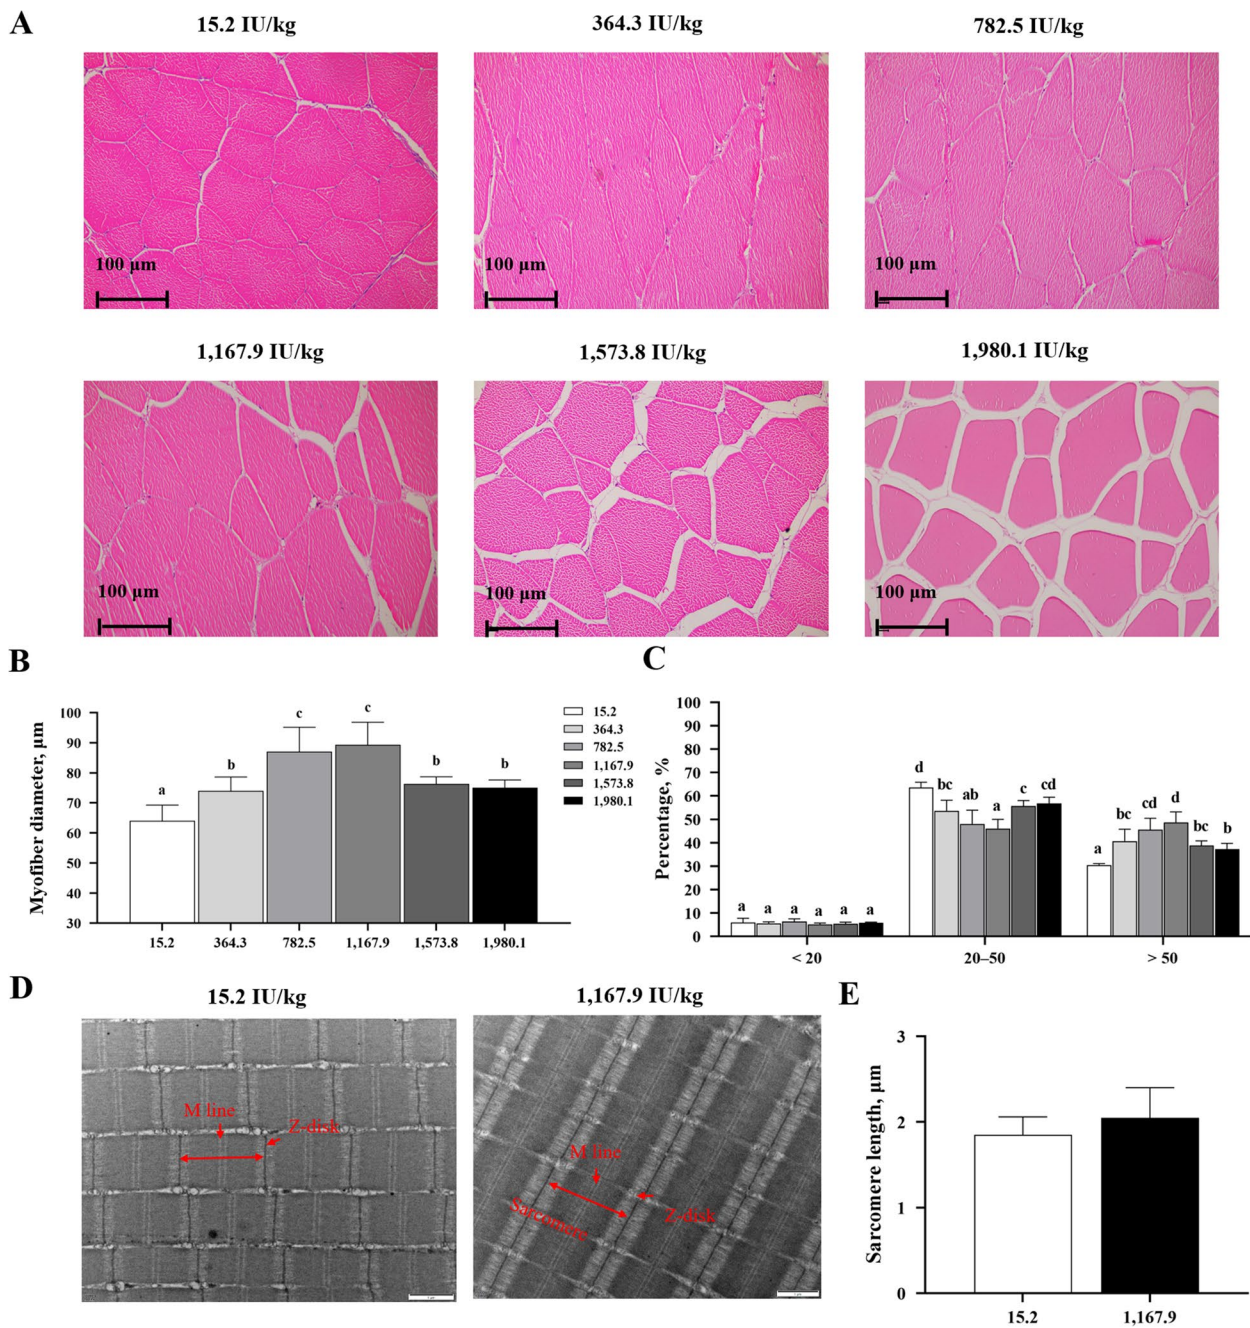 A
15.2 IU/kg
364.3 IU/kg
782.5 IU/kg
100 μm
100 μm
100 μm
1,167.9 IU/kg
1,573.8 IU/kg
1,980.1 IU/kg
100 μm
100 μm
100 μm
B
Myofiber diameter, μm
100
90
80
70
60
50
40
30
a
b
c
c
b
b
15.2
364.3
782.5
1,167.9
1,573.8
1,980.1
15.2
364.3
782.5
1,167.9
1,573.8
1,980.1
C
Percentage, %
100
90
80
70
60
50
40
30
20
10
0
a a a a a a
d bc ab a c cd
a bc cd d bc b
< 20
20–50
> 50
D
15.2 IU/kg
M line
Z-disk
1,167.9 IU/kg
M line
Sarcomere
Z-disk
E
Sarcomere length, μm
3
2
1
0
15.2
1,167.9